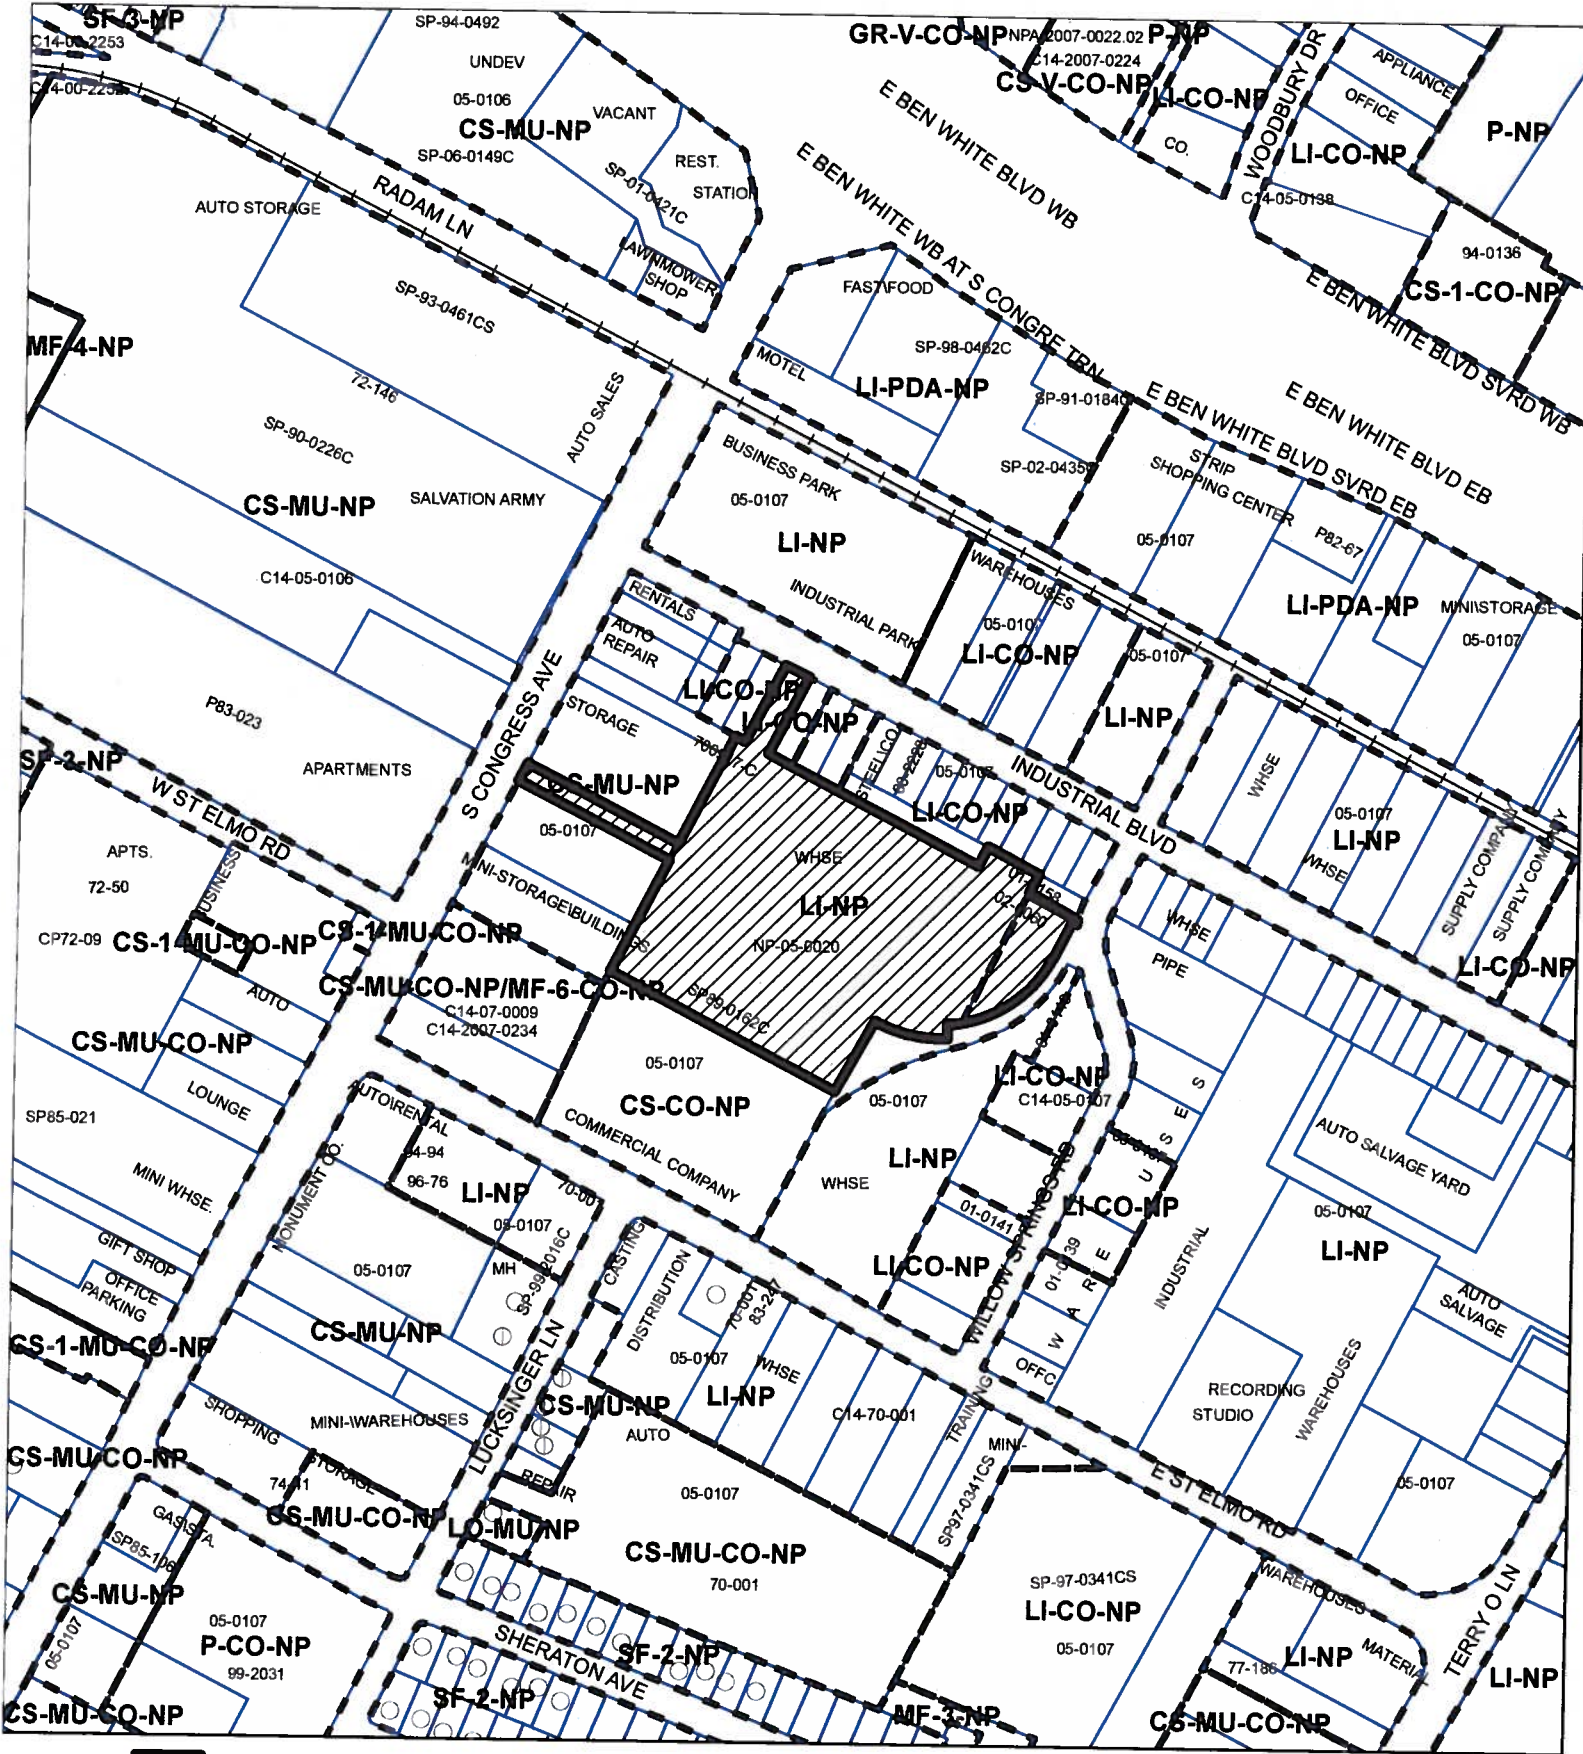 SF-3-NP
C14-00-2253
SP-94-0492
UNDEV
05-0106
CS-MU-NP
SP-06-0149C
VACANT
REST.
STATION
SP-01-0421C
LAWNMOWER
SHOP
RADAM LN
AUTO STORAGE
GR-V-CO-NP
NPA-2007-0022.02
P-NP
C14-2007-0224
CS-V-CO-NP
LI-CO-NP
CO.
WOODBURY DR
APPLIANCE
OFFICE
LI-CO-NP
P-NP
C14-05-0138
94-0136
CS-1-CO-NP
E BEN WHITE BLVD WB
E BEN WHITE WB AT S CONGRE TRN
E BEN WHITE BLVD SVRD WB
E BEN WHITE BLVD EB
E BEN WHITE BLVD SVRD EB
MF-4-NP
SP-93-0461CS
72-146
AUTO SALES
SP-90-0226C
CS-MU-NP
SALVATION ARMY
C14-05-0106
P83-023
APARTMENTS
FAST\FOOD
MOTEL
SP-98-0462C
LI-PDA-NP
SP-91-0184C
SP-02-0435C
BUSINESS PARK
05-0107
LI-NP
INDUSTRIAL PARK
STRIP
SHOPPING CENTER
P82-67
05-0107
LI-PDA-NP
MINI\STORAGE
05-0107
WAREHOUSES
LI-CO-NP
05-0107
LI-NP
RENTALS
AUTO
REPAIR
LI-CO-NP
LI-CO-NP
STORAGE
S-MU-NP
05-0107
S CONGRESS AVE
STEEL\CO
05-0107
LI-CO-NP
INDUSTRIAL BLVD
WHSE
05-0107
LI-NP
WHSE
SUPPLY COMPANY
SUPPLY COMPANY
LI-CO-NP
SF-2-NP
W ST ELMO RD
APTS.
72-50
CP72-09
CS-1-MU-CO-NP
CS-1-MU-CO-NP
AUTO
CS-MU-CO-NP
MINI-STORAGE\BUILDINGS
CS-MU-CO-NP/MF-6-CO-NP
C14-07-0009
C14-2007-0234
WHSE
LI-NP
NP-05-0020
SP89-0162C
WHSE
PIPE
05-0107
CS-CO-NP
COMMERCIAL COMPANY
05-0107
LI-NP
WHSE
LI-CO-NP
C14-05-0107
01-0141
LI-CO-NP
LI-CO-NP
WILLOW SPRINGS RD
W A R E
U S E S
OFFC
INDUSTRIAL
AUTO SALVAGE YARD
05-0107
LI-NP
AUTO
SALVAGE
RECORDING
STUDIO
WAREHOUSES
05-0107
SP85-021
LOUNGE
MINI WHSE.
GIFT SHOP
OFFICE
PARKING
CS-1-MU-CO-NP
AUTO\RENTAL
MONUMENT CO.
94-94
96-76
LI-NP
70-001
05-0107
05-0107
MH
SP-99-2016C
CS-MU-NP
LUCKSINGER LN
CASTING
DISTRIBUTION
05-0107
WHSE
LI-NP
C14-70-001
TRAINING
MINI-
SP97-0341CS
E ST ELMO RD
CS-MU-NP
AUTO
REPAIR
SHOPPING
MINI-WAREHOUSES
STORAGE
CS-MU-CO-NP
CS-MU-CO-NP
LO-MU-NP
05-0107
CS-MU-CO-NP
70-001
GAS\STA.
SP85-106
CS-MU-NP
05-0107
05-0107
P-CO-NP
99-2031
CS-MU-CO-NP
SHERATON AVE
SF-2-NP
SF-2-NP
MF-3-NP
SP-97-0341CS
LI-CO-NP
05-0107
WAREHOUSES
LI-NP
77-186
MATERIAL
TERRY O LN
LI-NP
CS-MU-CO-NP